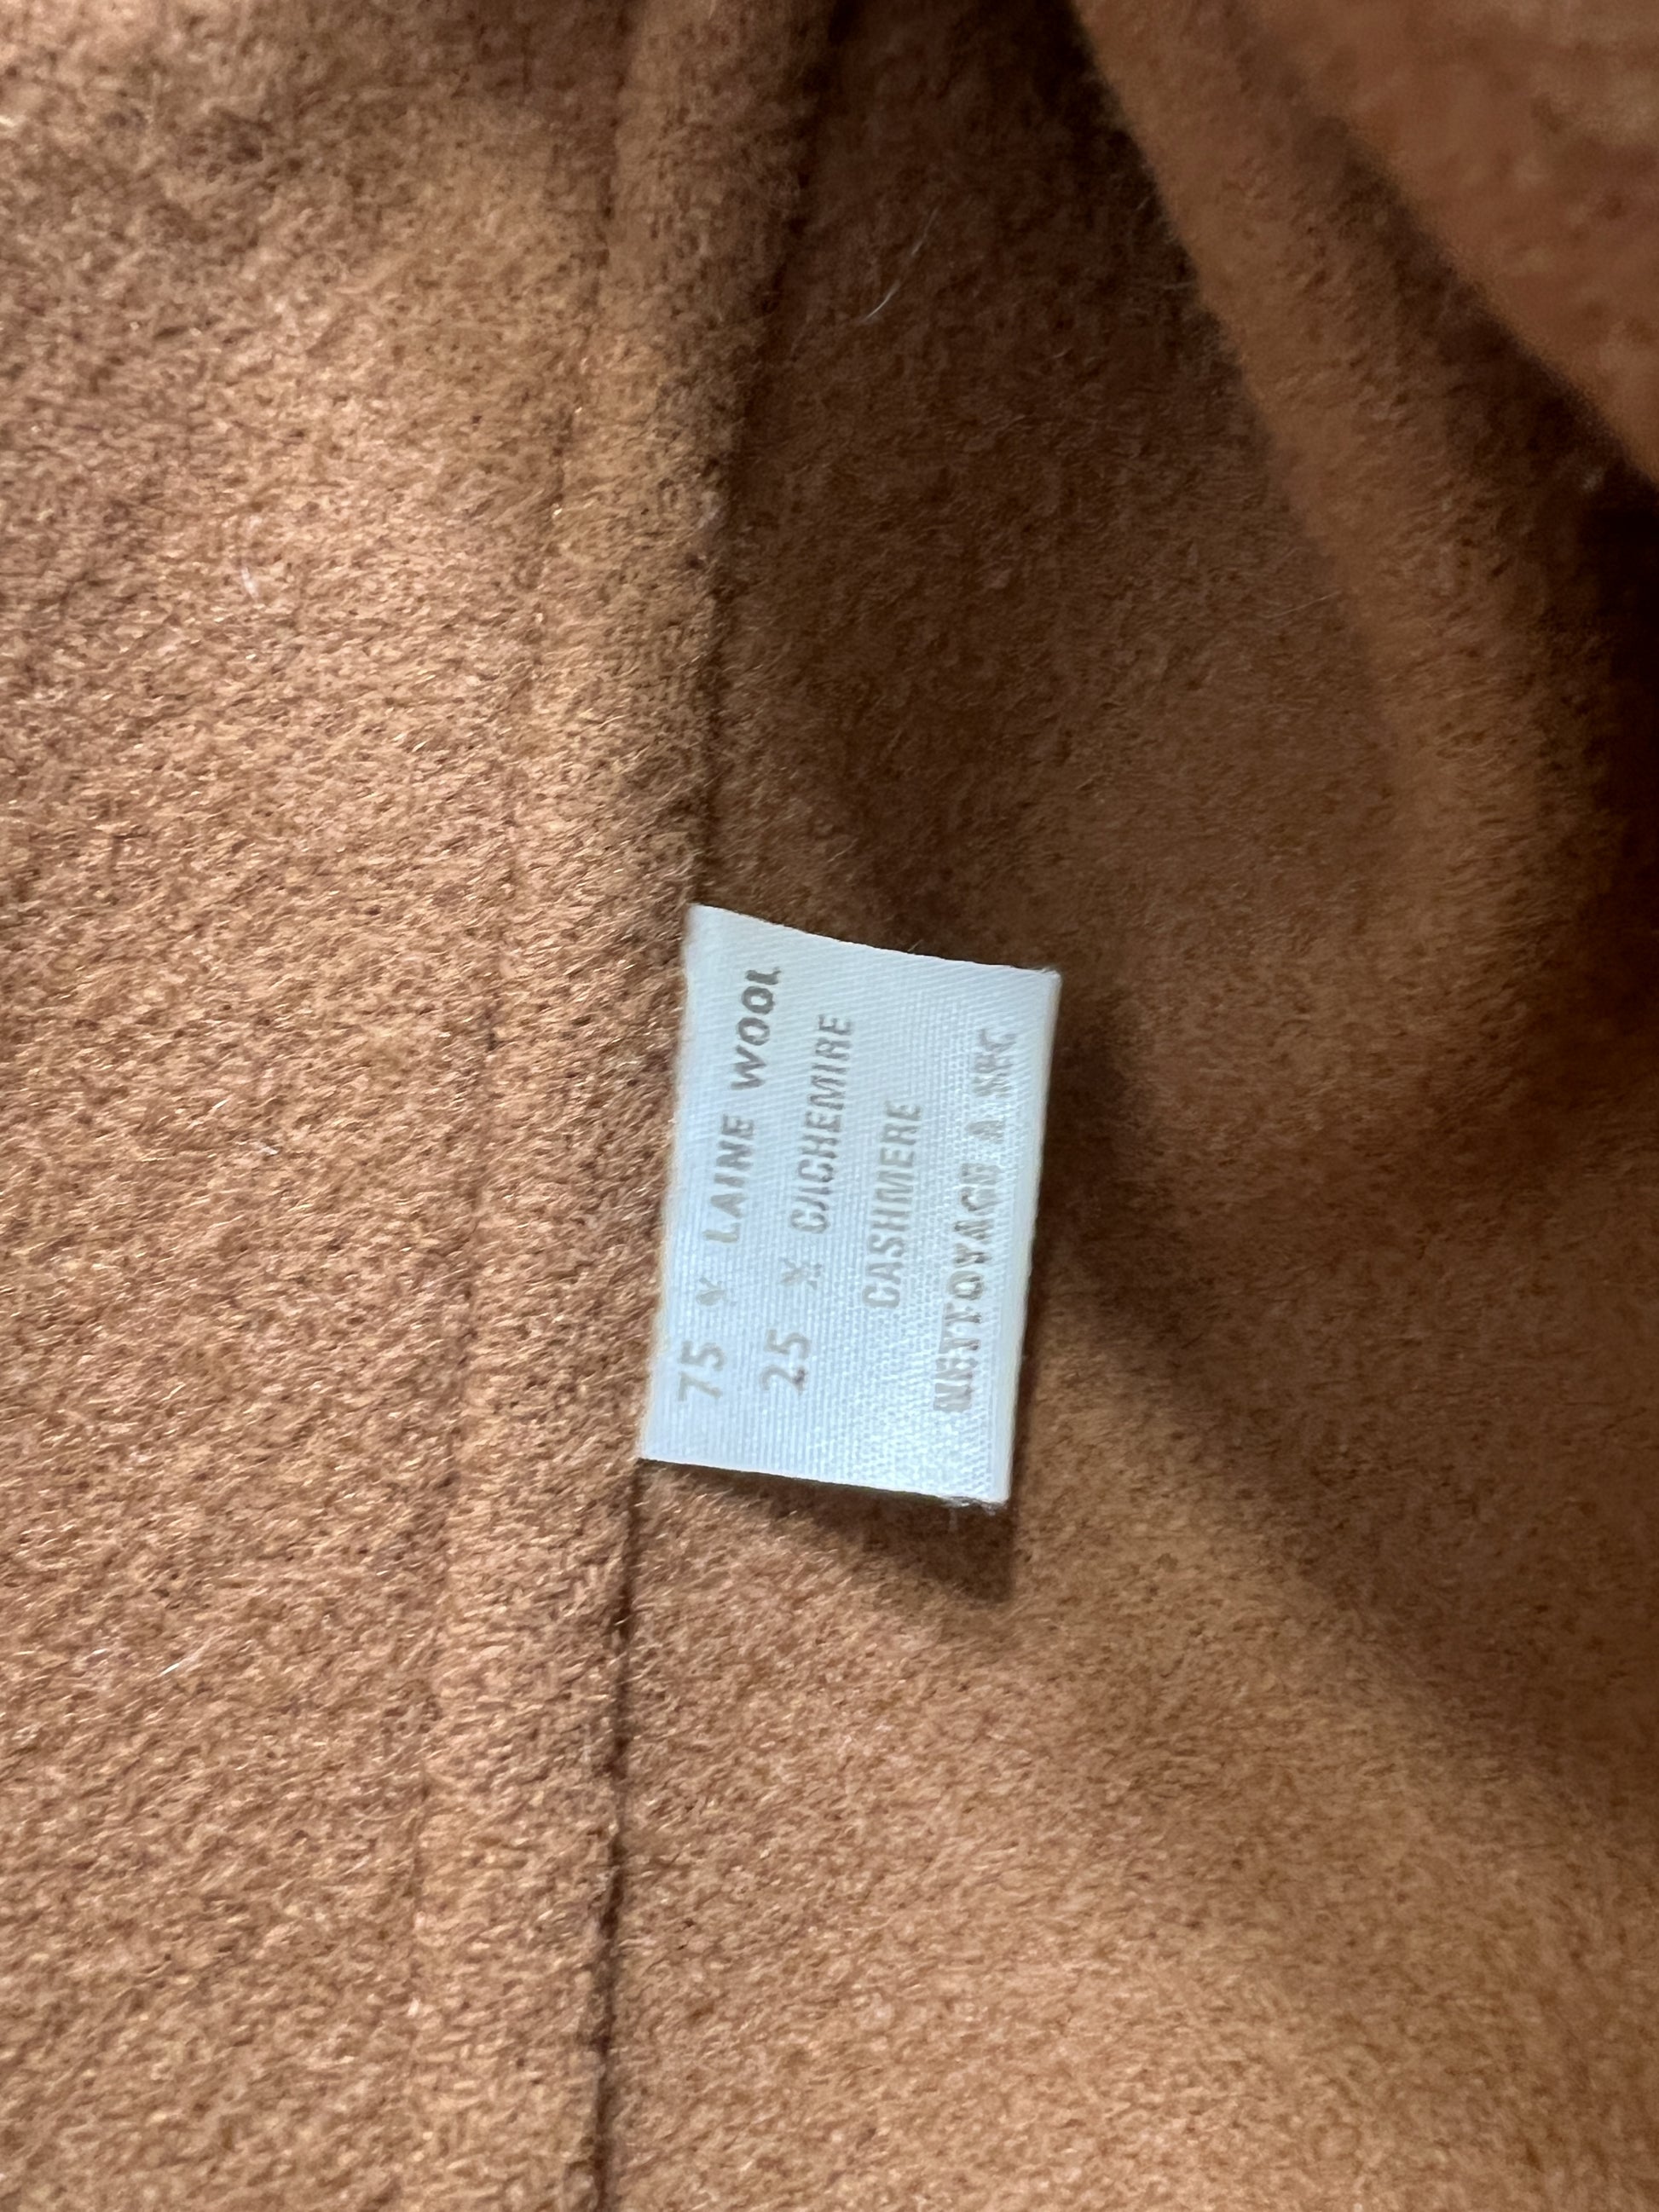 75 % LAINE WOOL
25 % CACHEMIRE
CASHMERE
NETTOYAGE A SEC